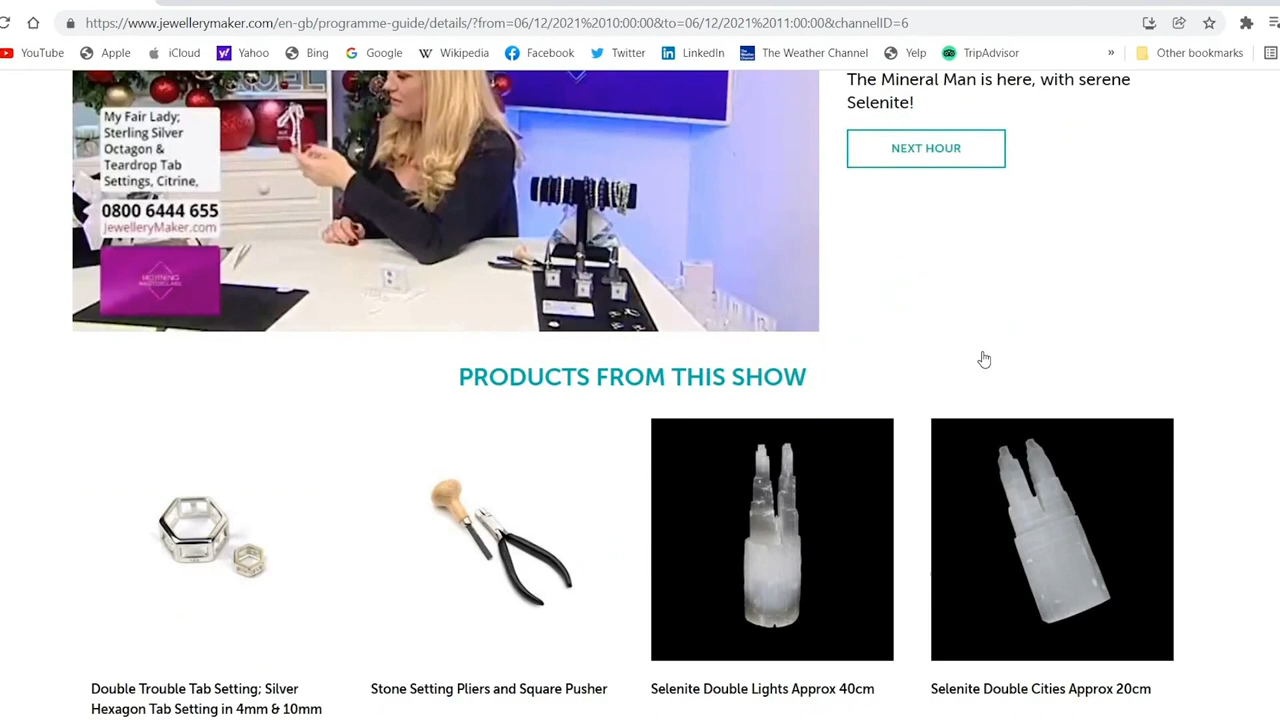 https://www.jewellerymaker.com/en-gb/programme-guide/details/?from=06/12/2021%2010:00:00&to=06/12/2021%2011:00:00&channelID=6
YouTube Apple iCloud Yahoo Bing Google Wikipedia Facebook Twitter LinkedIn The Weather Channel Yelp TripAdvisor » Other bookmarks
The Mineral Man is here, with serene
Selenite!
NEXT HOUR
My Fair Lady;
Sterling Silver
Octagon &
Teardrop Tab
Settings, Citrine,
0800 6444 655
JewelleryMaker.com
MORNING
MASTERCLASS
PRODUCTS FROM THIS SHOW
Double Trouble Tab Setting; Silver
Hexagon Tab Setting in 4mm & 10mm
Stone Setting Pliers and Square Pusher
Selenite Double Lights Approx 40cm
Selenite Double Cities Approx 20cm